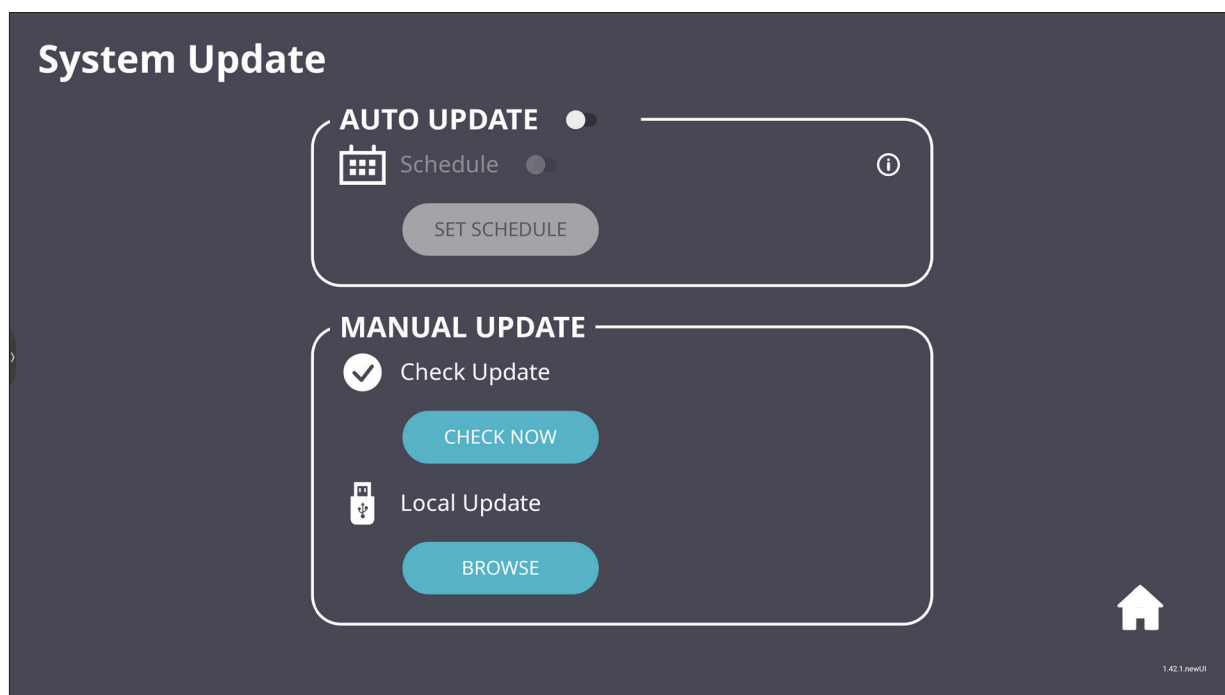 System Update
AUTO UPDATE
Schedule
SET SCHEDULE
MANUAL UPDATE
Check Update
CHECK NOW
Local Update
BROWSE
1.42.1.newUI